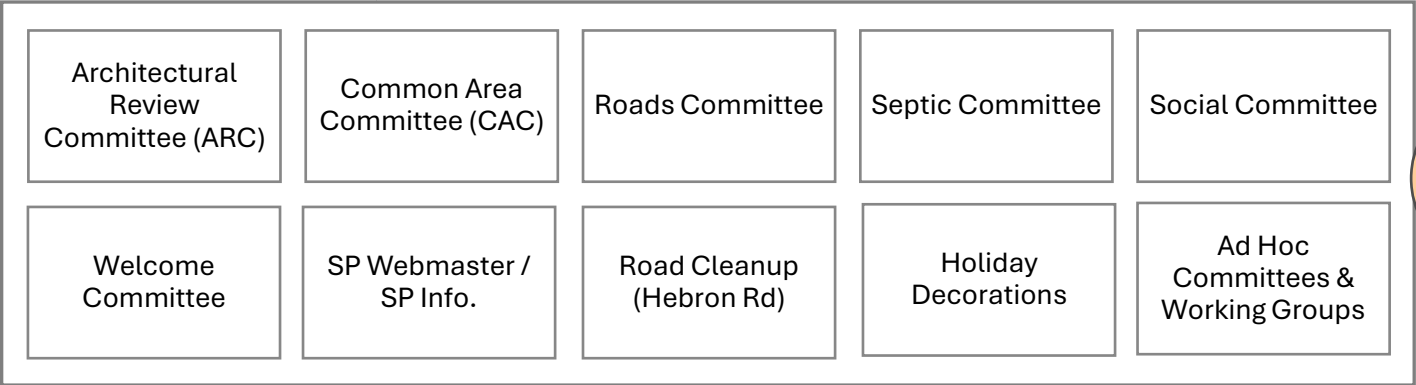 Architectural
Review
Committee (ARC)
Common Area
Committee (CAC)
Roads Committee
Septic Committee
Social Committee
Welcome
Committee
SP Webmaster /
SP Info.
Road Cleanup
(Hebron Rd)
Holiday
Decorations
Ad Hoc
Committees &
Working Groups